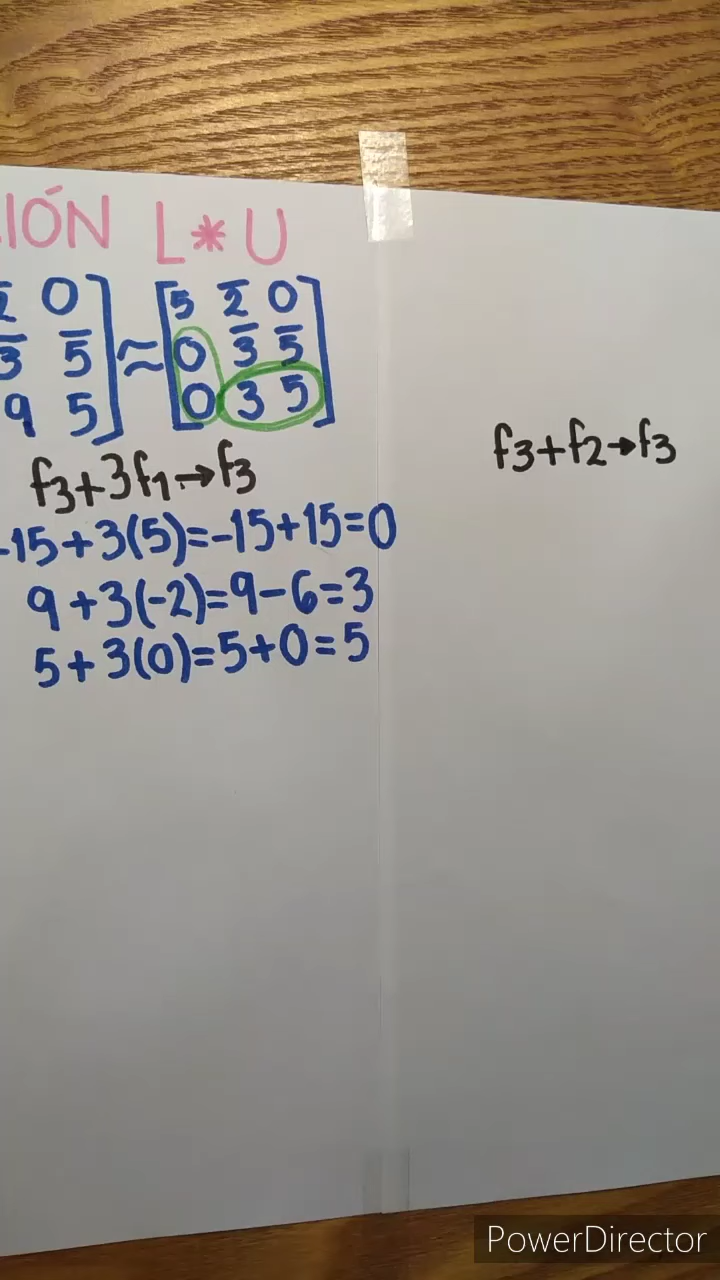 IÓN L*U
2̅ 0
3̅ 5̅
9 5
≈
5 2̅ 0
0 3̅ 5̅
0 3 5
f3+3f1→f3
-15+3(5)=-15+15=0
9+3(-2)=9-6=3
5+3(0)=5+0=5
f3+f2→f3
PowerDirector